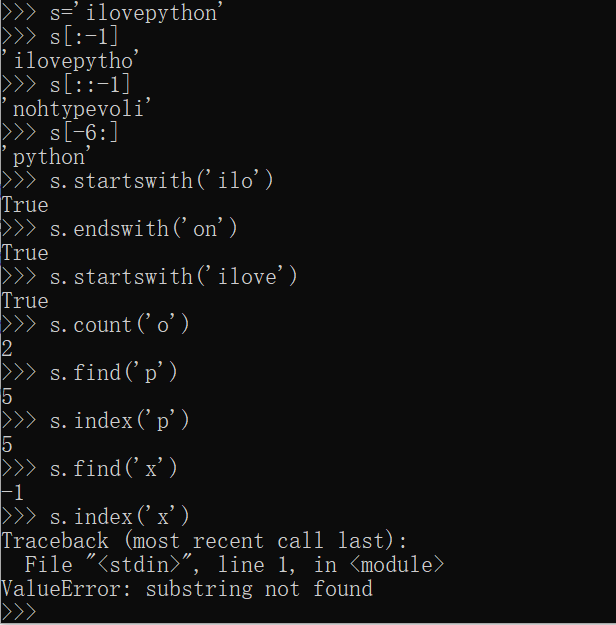 >>> s='ilovepython'
>>> s[:-1]
'ilovepytho'
>>> s[::-1]
'nohtypevoli'
>>> s[-6:]
'python'
>>> s.startswith('ilo')
True
>>> s.endswith('on')
True
>>> s.startswith('ilove')
True
>>> s.count('o')
2
>>> s.find('p')
5
>>> s.index('p')
5
>>> s.find('x')
-1
>>> s.index('x')
Traceback (most recent call last):
  File "<stdin>", line 1, in <module>
ValueError: substring not found
>>>